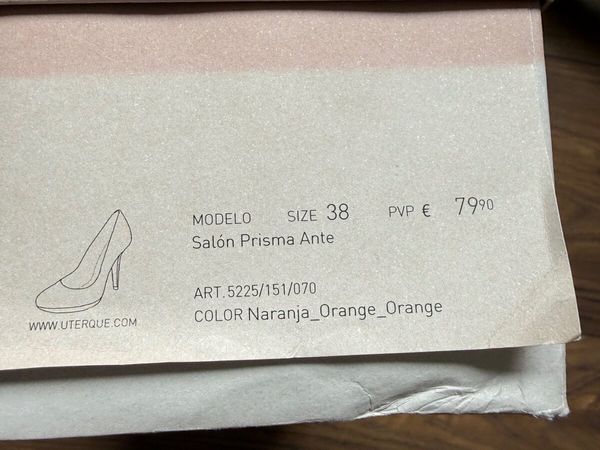 MODELO SIZE 38 PVP € 79⁹⁰
Salón Prisma Ante
ART.5225/151/070
COLOR Naranja_Orange_Orange
WWW.UTERQUE.COM